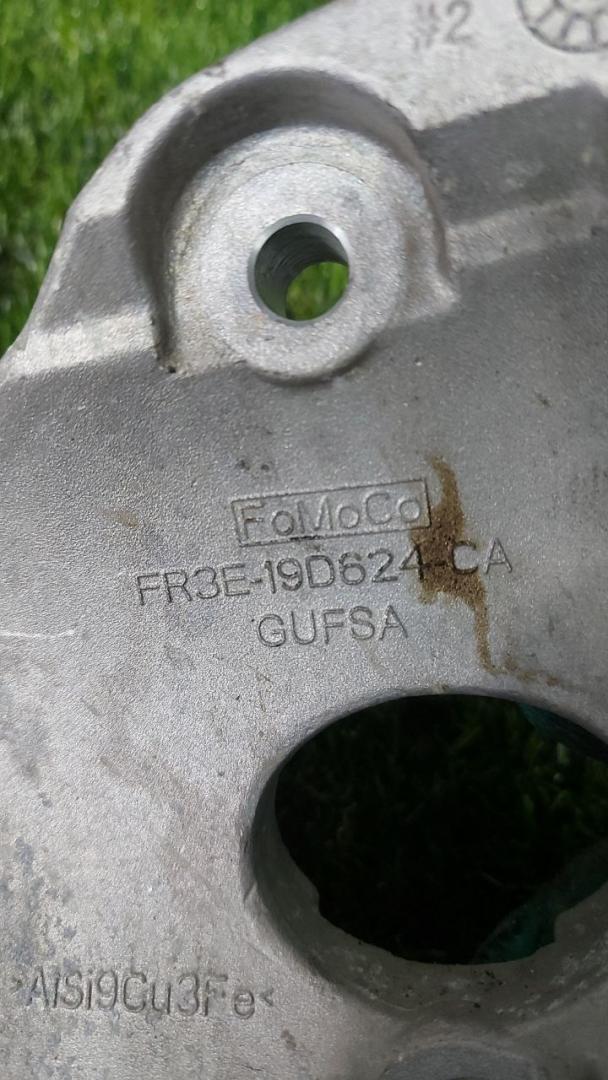 #2
FoMoCo
FR3E-19D624-CA
GUFSA
>AlSi9Cu3Fe<